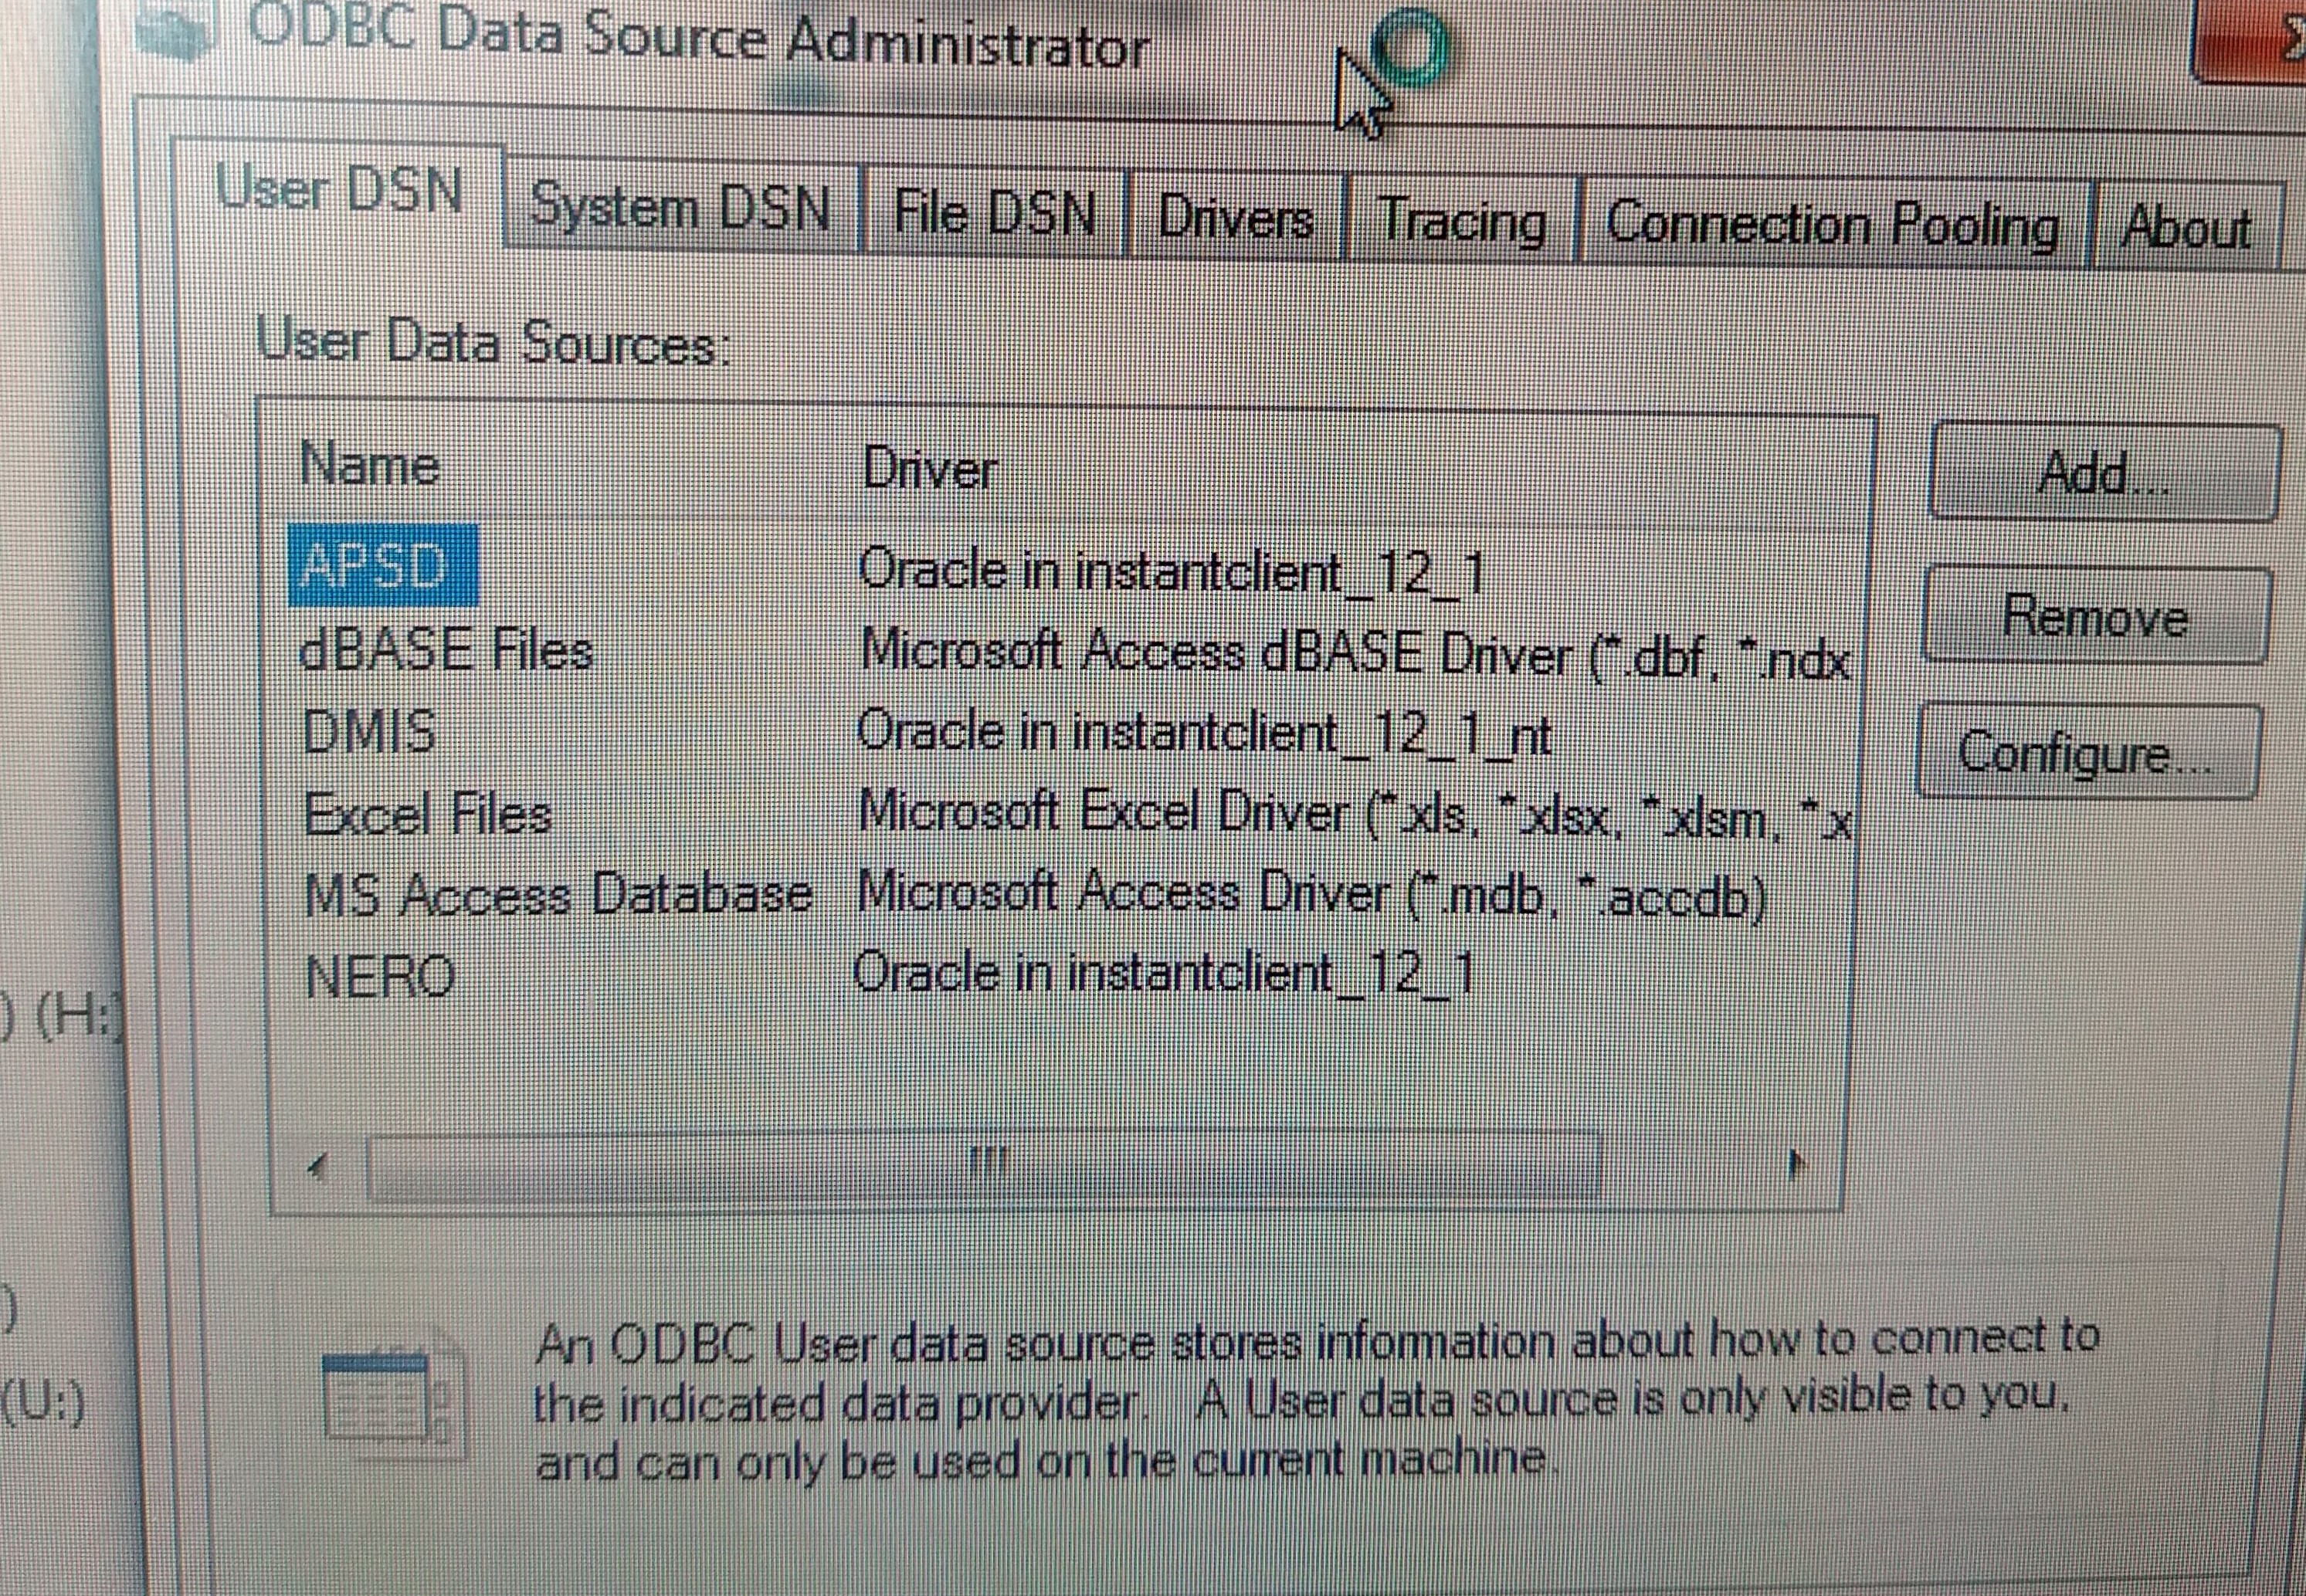 ODBC Data Source Administrator
User DSN System DSN File DSN Drivers Tracing Connection Pooling About
User Data Sources:
Name Driver
APSD Oracle in instantclient_12_1
dBASE Files Microsoft Access dBASE Driver (*.dbf, *.ndx
DMIS Oracle in instantclient_12_1_nt
Excel Files Microsoft Excel Driver (*.xls, *.xlsx, *.xlsm, *.x
MS Access Database Microsoft Access Driver (*.mdb, *.accdb)
NERO Oracle in instantclient_12_1
Add...
Remove
Configure...
) (H:)
)
(U:)
An ODBC User data source stores information about how to connect to
the indicated data provider. A User data source is only visible to you,
and can only be used on the current machine.